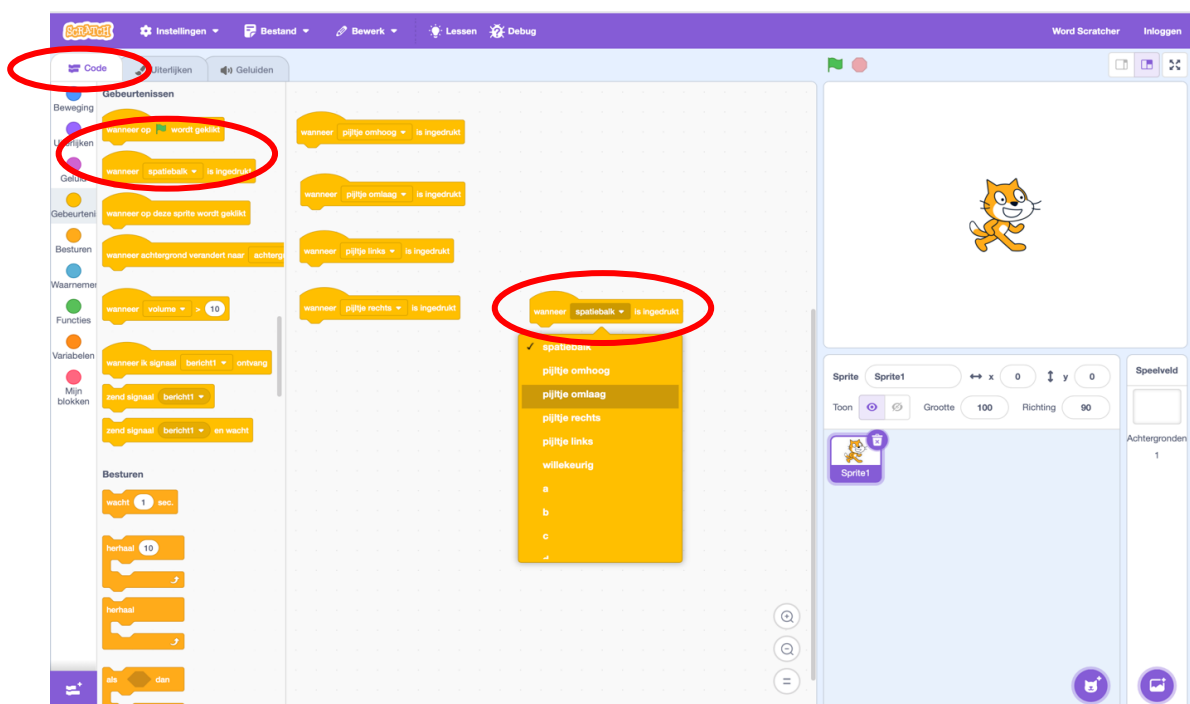 SCRATCH Instellingen Bestand Bewerk Lessen Debug Word Scratcher Inloggen
Code Uiterlijken Geluiden
Beweging
Uiterlijken
Geluid
Gebeurteni
Besturen
Waarnemen
Functies
Variabelen
Mijn
blokken
Gebeurtenissen
wanneer op wordt geklikt
wanneer spatiebalk is ingedrukt
wanneer op deze sprite wordt geklikt
wanneer achtergrond verandert naar achtergr
wanneer volume > 10
wanneer ik signaal bericht1 ontvang
zend signaal bericht1
zend signaal bericht1 en wacht
Besturen
wacht 1 sec.
herhaal 10
herhaal
als dan
wanneer pijltje omhoog is ingedrukt
wanneer pijltje omlaag is ingedrukt
wanneer pijltje links is ingedrukt
wanneer pijltje rechts is ingedrukt
wanneer spatiebalk is ingedrukt
✓ spatiebalk
pijltje omhoog
pijltje omlaag
pijltje rechts
pijltje links
willekeurig
a
b
c
Sprite Sprite1 x 0 y 0
Toon Grootte 100 Richting 90
Sprite1
Speelveld
Achtergronden
1